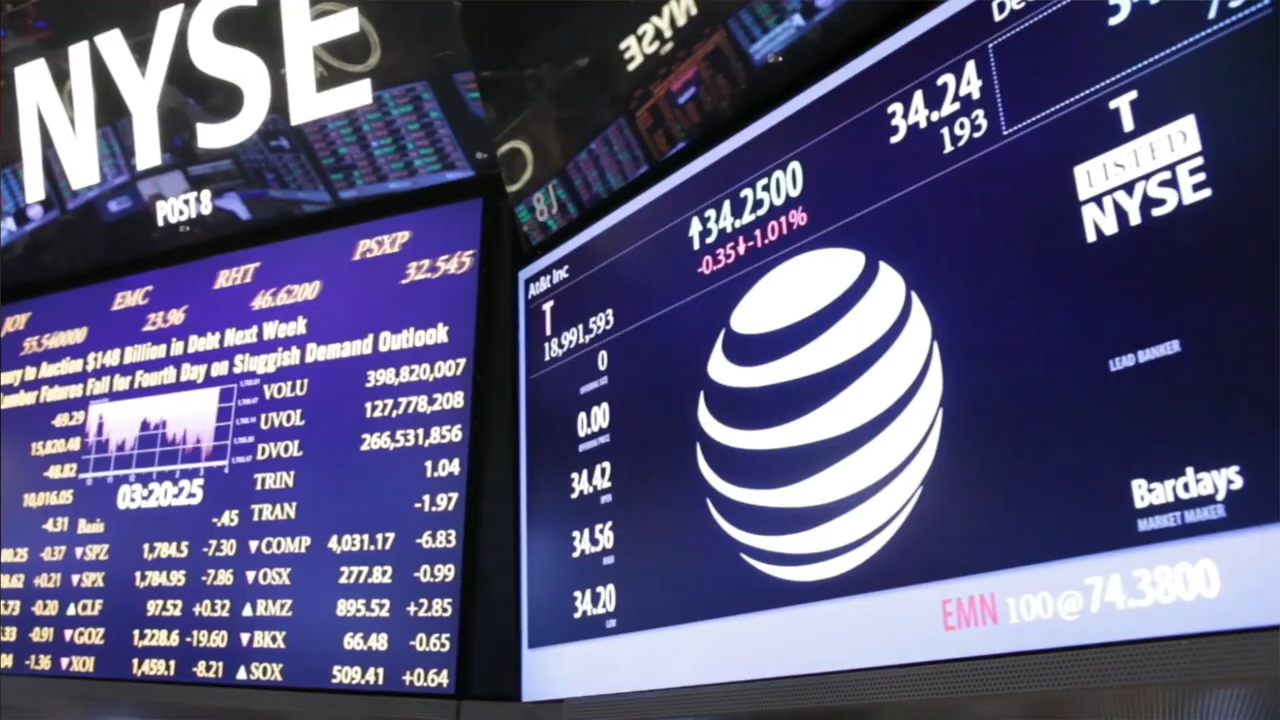 NYSE
POST 8
NYSE
JOY EMC RHT PSXP
55.540000 23.96 46.6200 32.545
to Auction $148 Billion in Debt Next Week
Futures Fall for Fourth Day on Sluggish Demand Outlook
-69.29 VOLU 398,820,007
15,820.48 UVOL 127,778,208
-48.82 DVOL 266,531,856
10,016.05 03:20:25 TRIN 1.04
-4.31 Basis -.45 TRAN -1.97
-0.37 ▼SPZ 1,784.5 -7.30 ▼COMP 4,031.17 -6.83
+0.21 ▼SPX 1,784.95 -7.86 ▼OSX 277.82 -0.99
-0.20 ▲CLF 97.52 +0.32 ▲RMZ 895.52 +2.85
-0.91 ▼GOZ 1,228.6 -19.60 ▼BKX 66.48 -0.65
-1.36 ▼XOI 1,459.1 -8.21 ▲SOX 509.41 +0.64
At&t Inc
T
18,991,593
0
0.00
34.42
OPEN
34.56
HIGH
34.20
LOW
↑34.2500
-0.35↓-1.01%
34.24
193
T
LISTED
NYSE
LEAD BANKER
Barclays
MARKET MAKER
EMN 100@74.3800